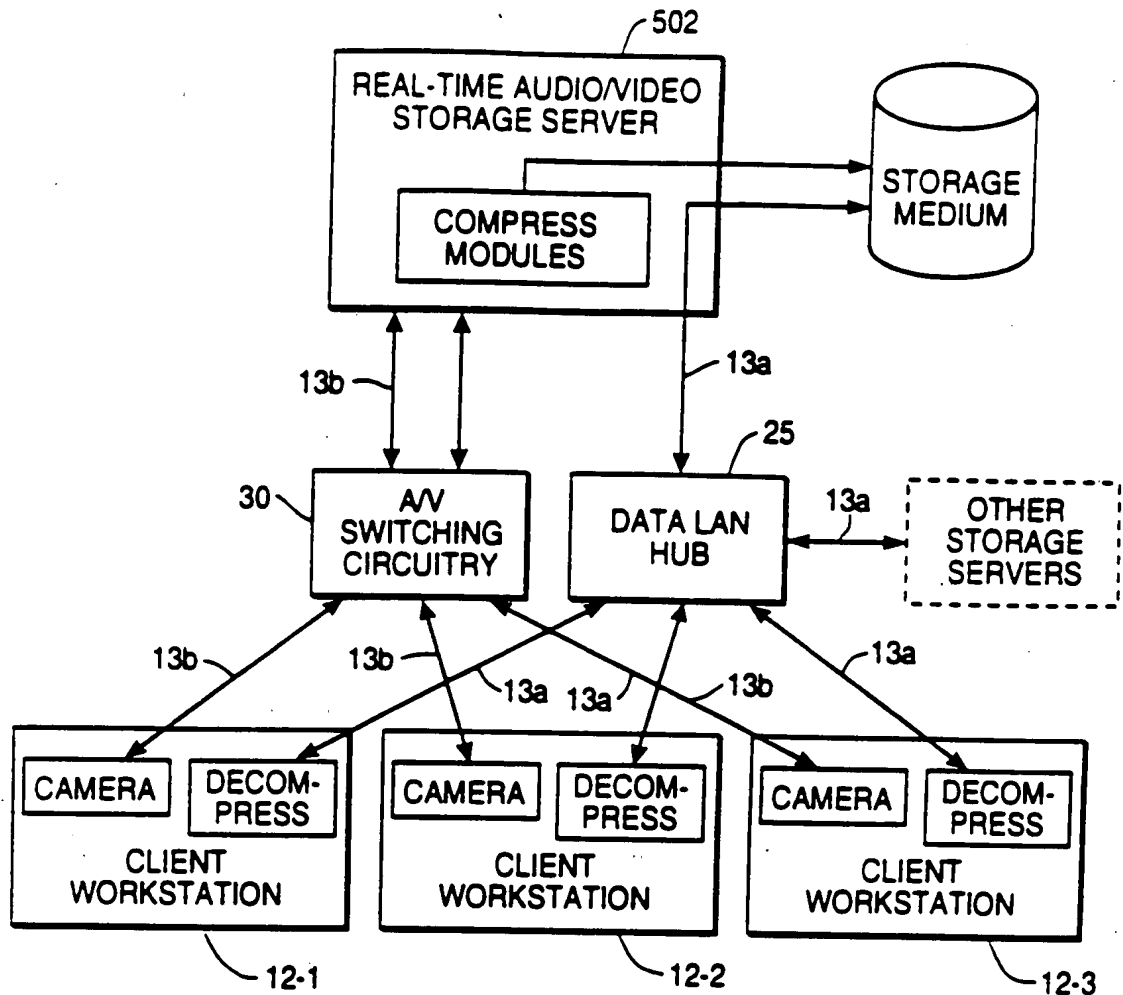 502
REAL-TIME AUDIO/VIDEO
STORAGE SERVER
COMPRESS
MODULES
STORAGE
MEDIUM
13b
13a
25
30
A/V
SWITCHING
CIRCUITRY
DATA LAN
HUB
13a
OTHER
STORAGE
SERVERS
13b
13b
13a
13a
13b
13a
CAMERA
DECOM-
PRESS
CLIENT
WORKSTATION
CAMERA
DECOM-
PRESS
CLIENT
WORKSTATION
CAMERA
DECOM-
PRESS
CLIENT
WORKSTATION
12-1
12-2
12-3